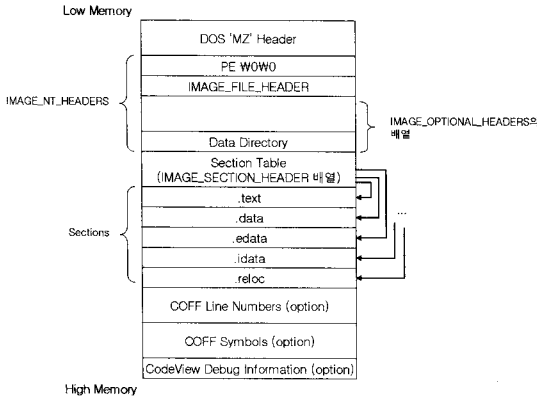 Low Memory
DOS 'MZ' Header
PE ₩0₩0
IMAGE_FILE_HEADER
IMAGE_NT_HEADERS
IMAGE_OPTIONAL_HEADERS으
배열
Data Directory
Section Table
(IMAGE_SECTION_HEADER 배열)
.text
.data
...
Sections
.edata
.idata
.reloc
COFF Line Numbers (option)
COFF Symbols (option)
CodeView Debug Information (option)
High Memory